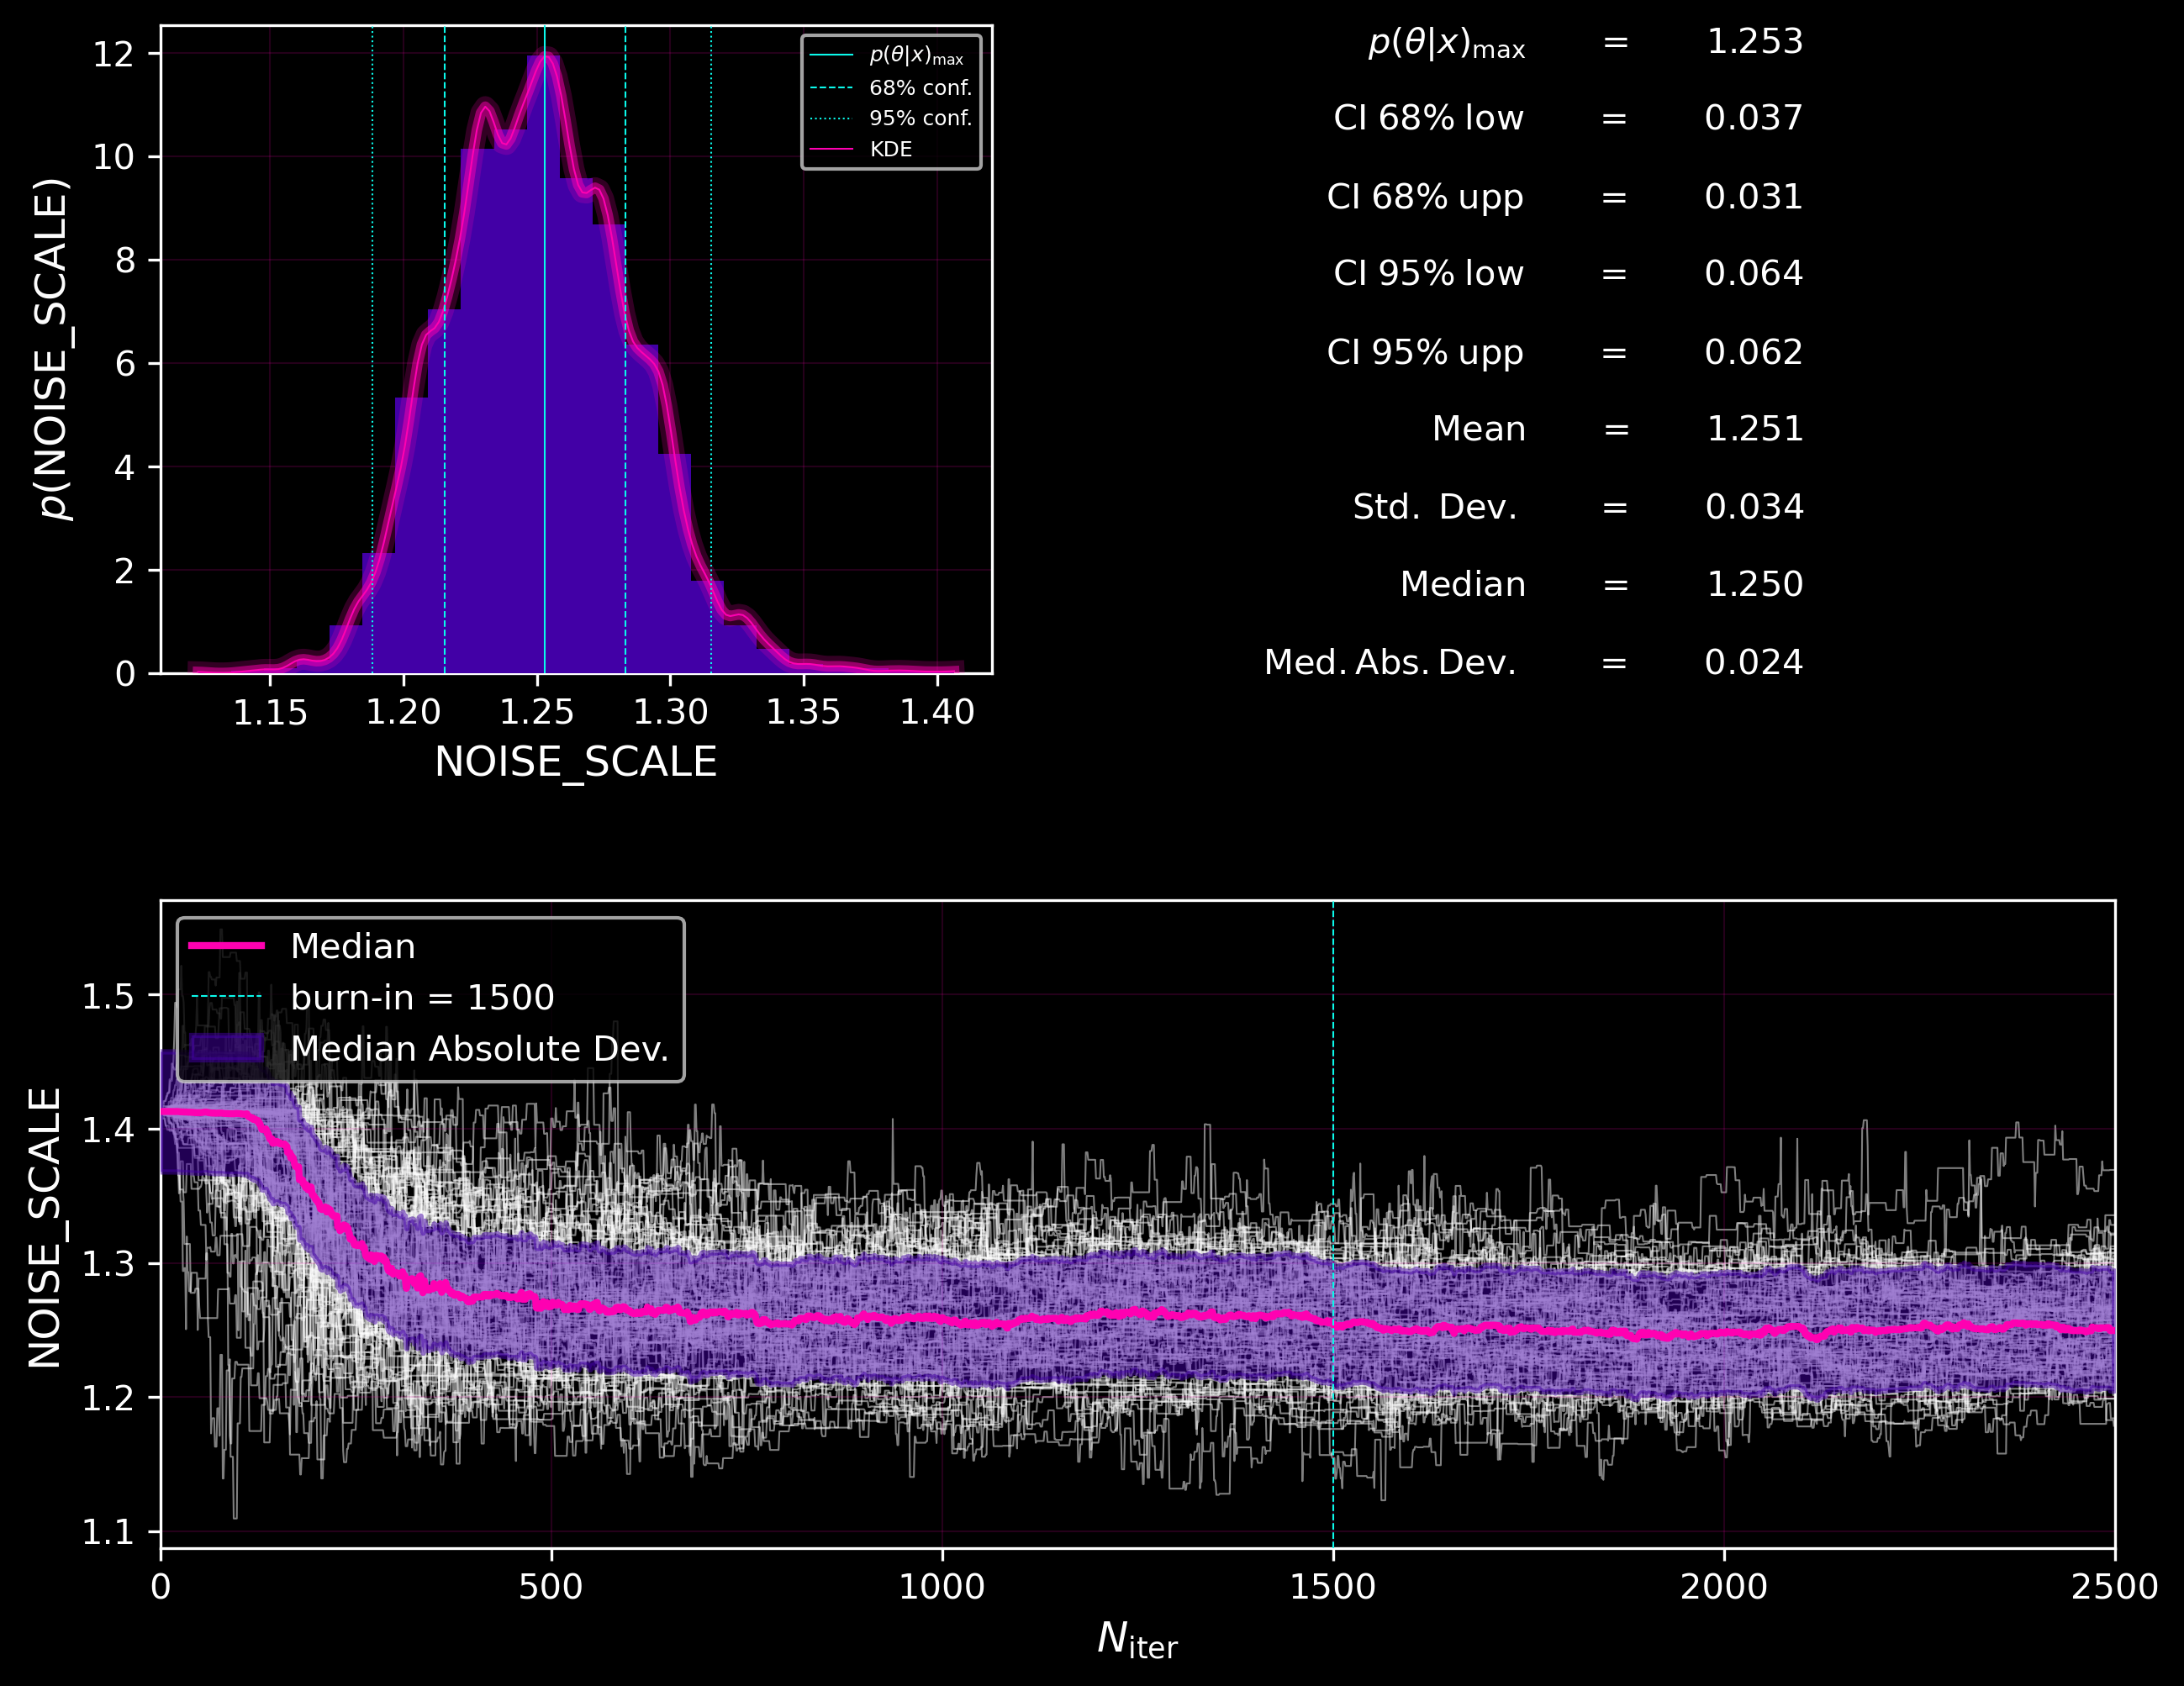 12
10
8
6
4
2
0
p(NOISE_SCALE)
1.15 1.20 1.25 1.30 1.35 1.40
NOISE_SCALE
p(θ|x)max
68% conf.
95% conf.
KDE
p(θ|x)max = 1.253
CI 68% low = 0.037
CI 68% upp = 0.031
CI 95% low = 0.064
CI 95% upp = 0.062
Mean = 1.251
Std. Dev. = 0.034
Median = 1.250
Med. Abs. Dev. = 0.024
Median
burn-in = 1500
Median Absolute Dev.
1.5
1.4
1.3
1.2
1.1
NOISE_SCALE
0 500 1000 1500 2000 2500
Niter